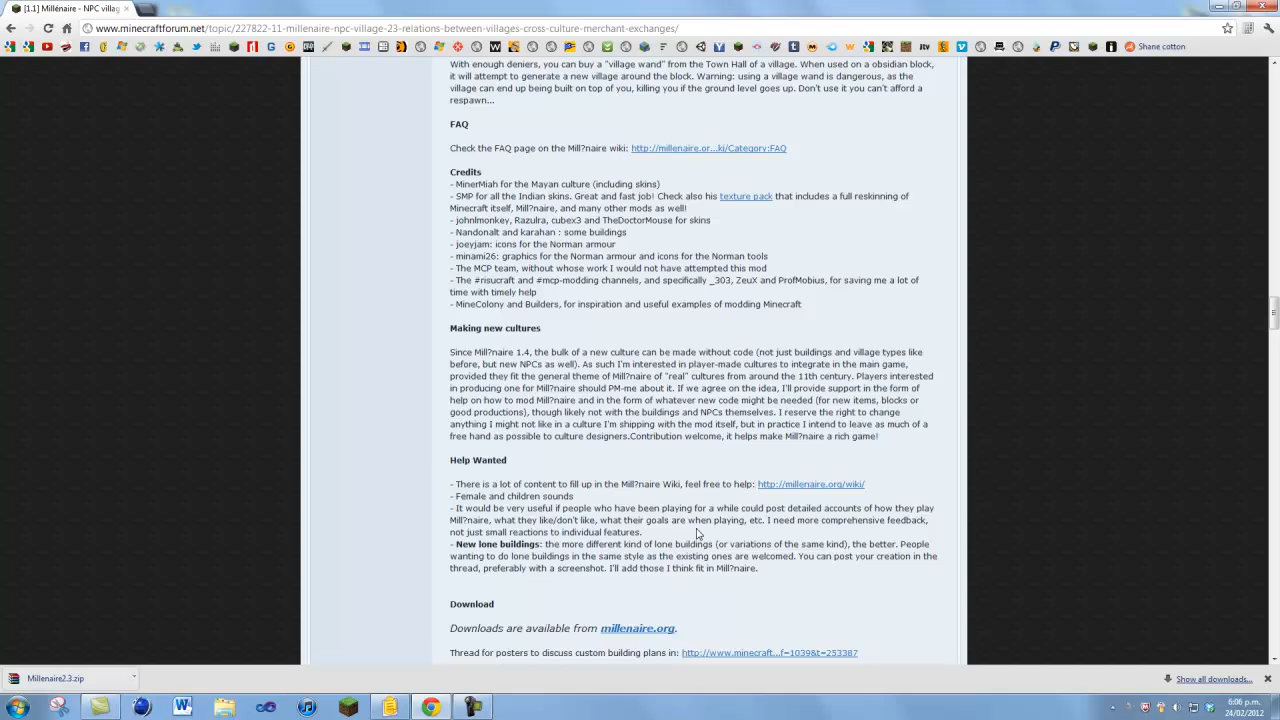 [1.1] Millénaire - NPC villag
www.minecraftforum.net/topic/227822-11-millenaire-npc-village-23-relations-between-villages-cross-culture-merchant-exchanges/
Shane cotton
With enough deniers, you can buy a "village wand" from the Town Hall of a village. When used on a obsidian block,
it will attempt to generate a new village around the block. Warning: using a village wand is dangerous, as the
village can end up being built on top of you, killing you if the ground level goes up. Don't use it you can't afford a
respawn...
FAQ
Check the FAQ page on the Mill?naire wiki: http://millenaire.or...ki/Category:FAQ
Credits
- MinerMiah for the Mayan culture (including skins)
- SMP for all the Indian skins. Great and fast job! Check also his texture pack that includes a full reskinning of
Minecraft itself, Mill?naire, and many other mods as well!
- johnlmonkey, Razulra, cubex3 and TheDoctorMouse for skins
- Nandonalt and karahan : some buildings
- joeyjam: icons for the Norman armour
- minami26: graphics for the Norman armour and icons for the Norman tools
- The MCP team, without whose work I would not have attempted this mod
- The #risucraft and #mcp-modding channels, and specifically _303, ZeuX and ProfMobius, for saving me a lot of
time with timely help
- MineColony and Builders, for inspiration and useful examples of modding Minecraft
Making new cultures
Since Mill?naire 1.4, the bulk of a new culture can be made without code (not just buildings and village types like
before, but new NPCs as well). As such I'm interested in player-made cultures to integrate in the main game,
provided they fit the general theme of Mill?naire of "real" cultures from around the 11th century. Players interested
in producing one for Mill?naire should PM-me about it. If we agree on the idea, I'll provide support in the form of
help on how to mod Mill?naire and in the form of whatever new code might be needed (for new items, blocks or
good productions), though likely not with the buildings and NPCs themselves. I reserve the right to change
anything I might not like in a culture I'm shipping with the mod itself, but in practice I intend to leave as much of a
free hand as possible to culture designers.Contribution welcome, it helps make Mill?naire a rich game!
Help Wanted
- There is a lot of content to fill up in the Mill?naire Wiki, feel free to help: http://millenaire.org/wiki/
- Female and children sounds
- It would be very useful if people who have been playing for a while could post detailed accounts of how they play
Mill?naire, what they like/don't like, what their goals are when playing, etc. I need more comprehensive feedback,
not just small reactions to individual features.
- New lone buildings: the more different kind of lone buildings (or variations of the same kind), the better. People
wanting to do lone buildings in the same style as the existing ones are welcomed. You can post your creation in the
thread, preferably with a screenshot. I'll add those I think fit in Mill?naire.
Download
Downloads are available from millenaire.org.
Thread for posters to discuss custom building plans in: http://www.minecraft...f=1039&t=253387
Millenaire2.3.zip
Show all downloads...
6:06 p.m.
24/02/2012